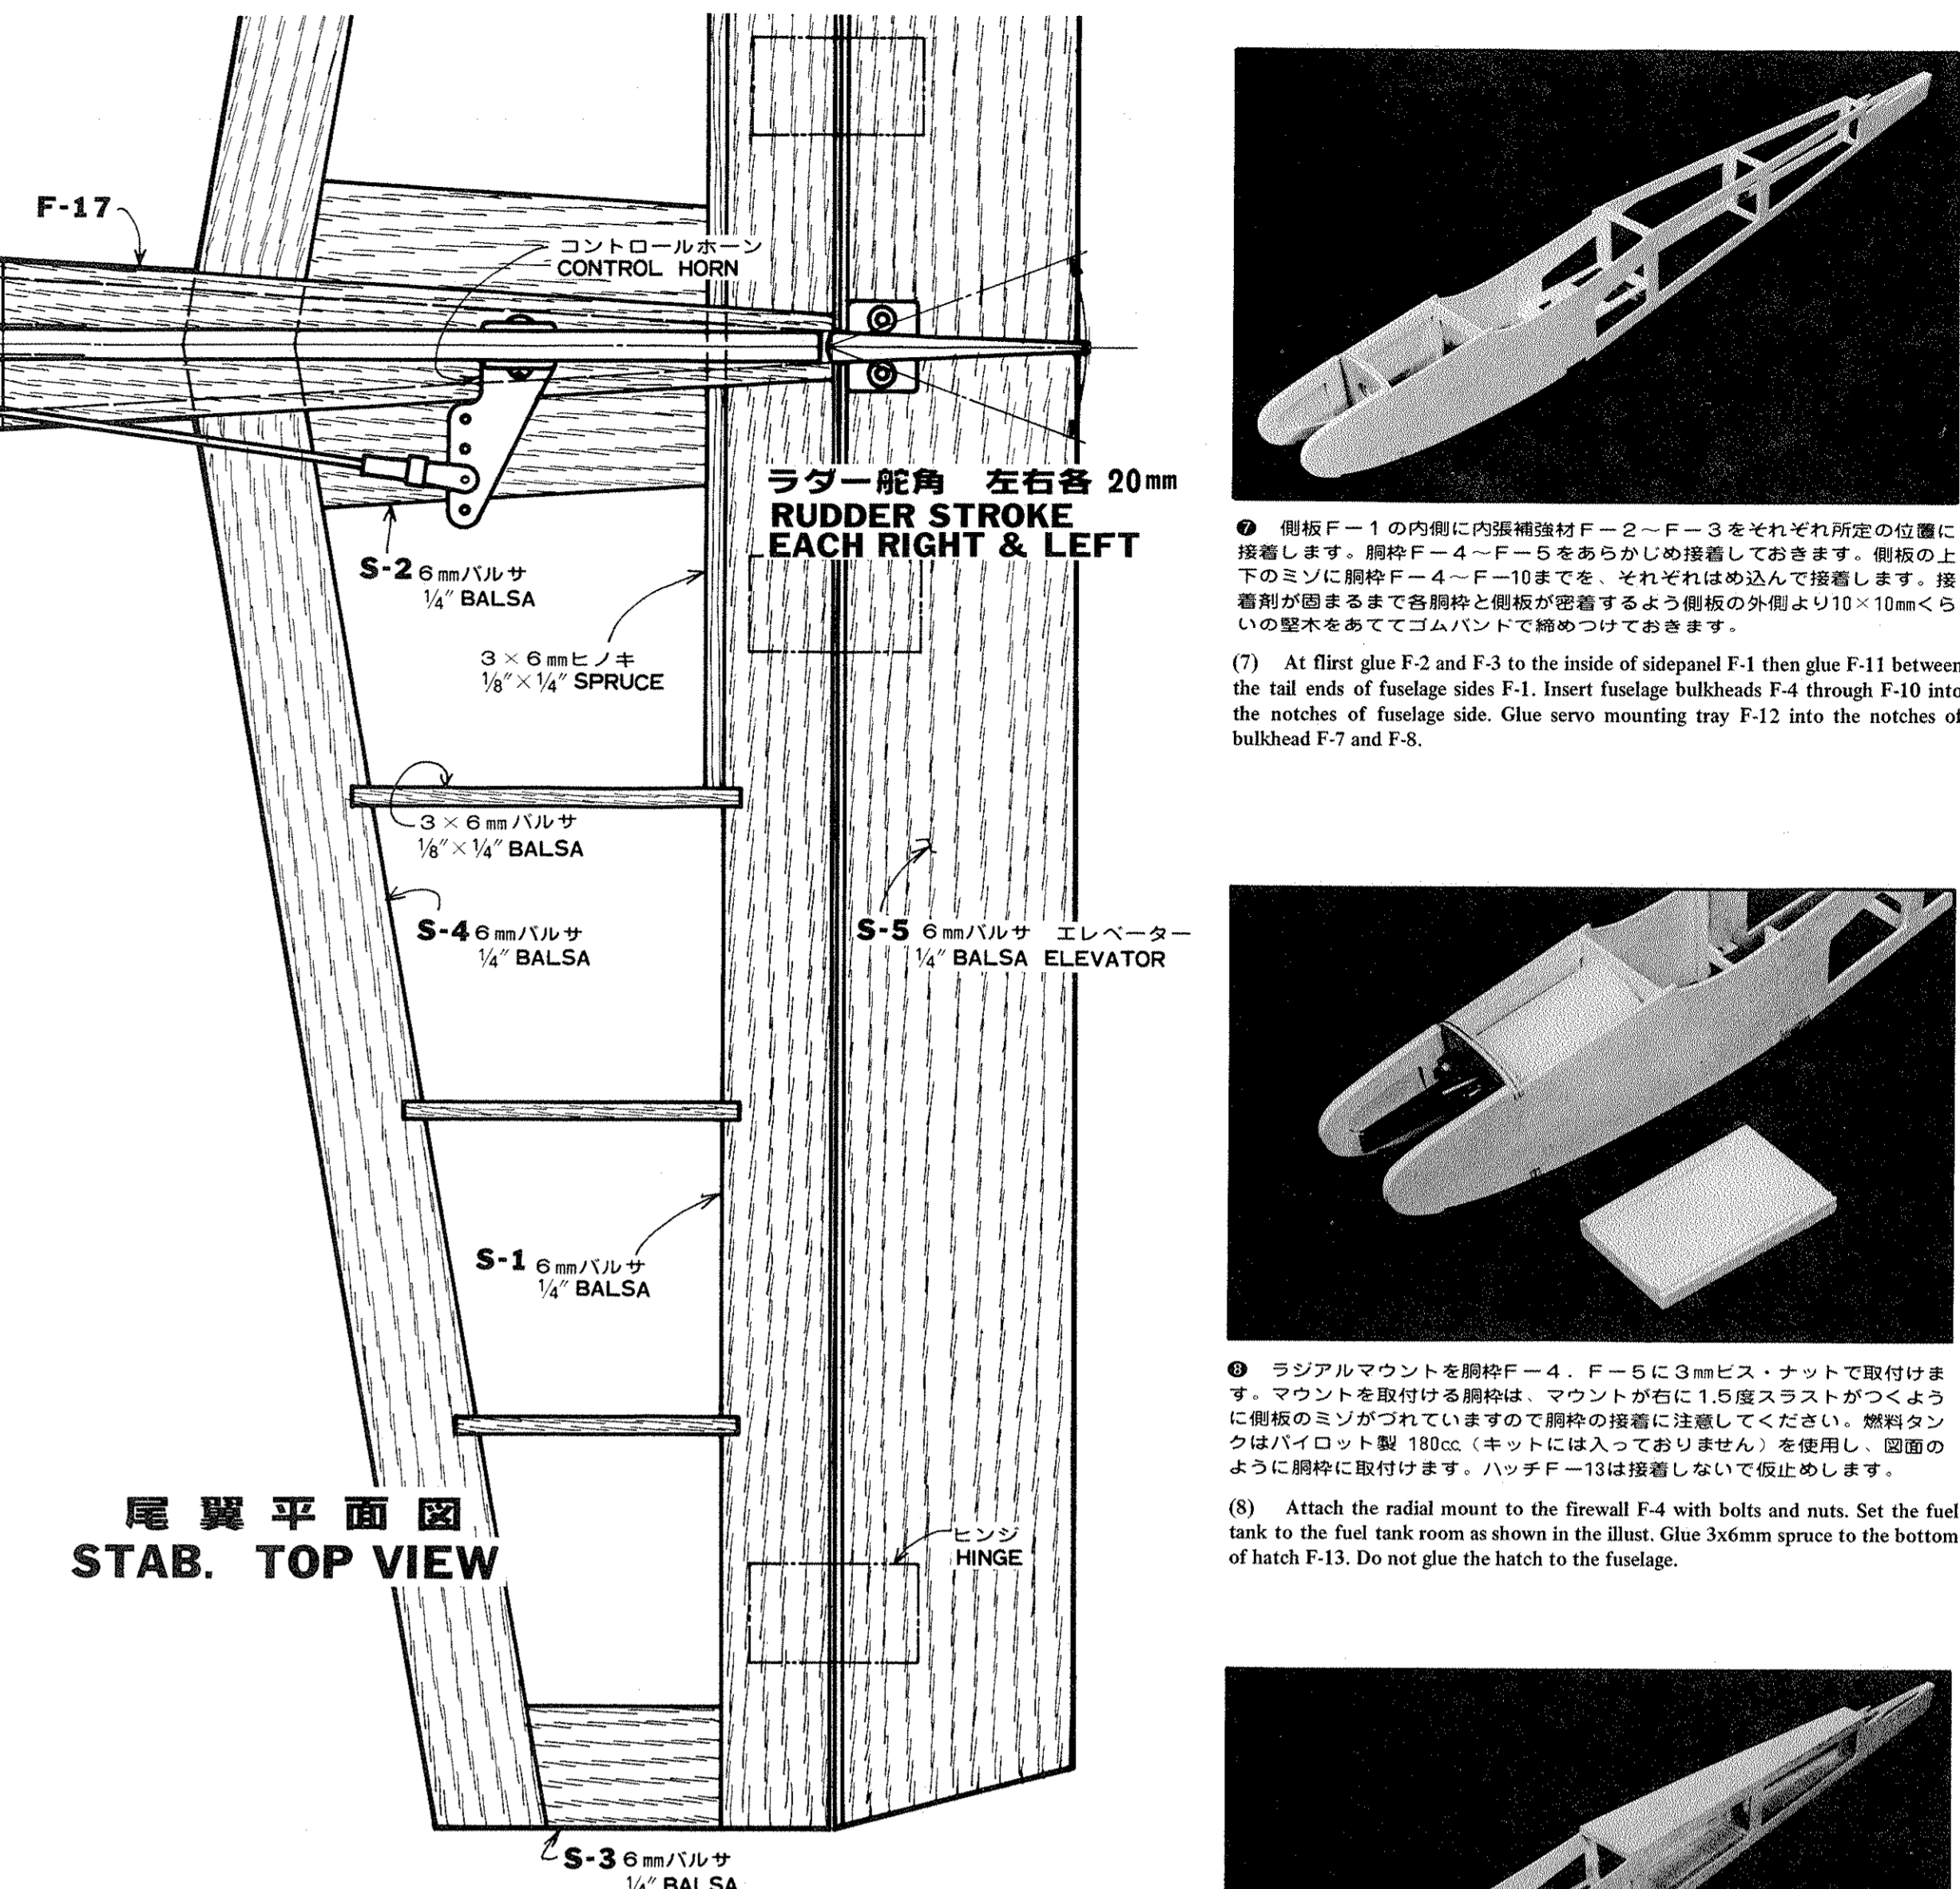 F-17
コントロールホーン
CONTROL HORN
ラダー舵角 左右各 20mm
RUDDER STROKE
EACH RIGHT & LEFT
S-2 6mmバルサ
1/4" BALSA
3×6mmヒノキ
1/8"×1/4" SPRUCE
3×6mmバルサ
1/8"×1/4" BALSA
S-4 6mmバルサ
1/4" BALSA
S-5 6mmバルサ エレベーター
1/4" BALSA ELEVATOR
S-1 6mmバルサ
1/4" BALSA
尾翼平面図
STAB. TOP VIEW
ヒンジ
HINGE
S-3 6mmバルサ
1/4" BALSA
❼ 側板F-1の内側に内張補強材F-2～F-3をそれぞれ所定の位置に
接着します。胴枠F-4～F-5をあらかじめ接着しておきます。側板の上
下のミゾに胴枠F-4～F-10までを、それぞれはめ込んで接着します。接
着剤が固まるまで各胴枠と側板が密着するよう側板の外側より10×10mmくら
いの堅木をあててゴムバンドで締めつけておきます。
(7) At flirst glue F-2 and F-3 to the inside of sidepanel F-1 then glue F-11 between
the tail ends of fuselage sides F-1. Insert fuselage bulkheads F-4 through F-10 into
the notches of fuselage side. Glue servo mounting tray F-12 into the notches of
bulkhead F-7 and F-8.
❽ ラジアルマウントを胴枠F-4．F-5に3mmビス・ナットで取付けま
す。マウントを取付ける胴枠は、マウントが右に1.5度スラストがつくよう
に側板のミゾがづれていますので胴枠の接着に注意してください。燃料タン
クはパイロット製 180cc（キットには入っておりません）を使用し、図面の
ように胴枠に取付けます。ハッチF-13は接着しないで仮止めします。
(8) Attach the radial mount to the firewall F-4 with bolts and nuts. Set the fuel
tank to the fuel tank room as shown in the illust. Glue 3x6mm spruce to the bottom
of hatch F-13. Do not glue the hatch to the fuselage.